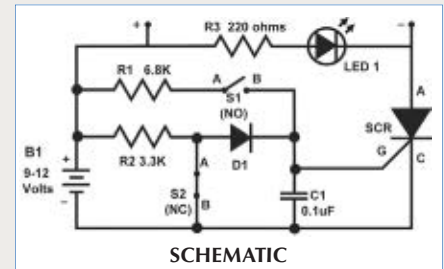 +
−
R3 220 ohms
LED 1
R1 6.8K
A B
S1
(NO)
A
SCR
G
C
B1
+
9-12
Volts
−
R2 3.3K
A
D1
S2
(NC)
B
C1
0.1uF
SCHEMATIC